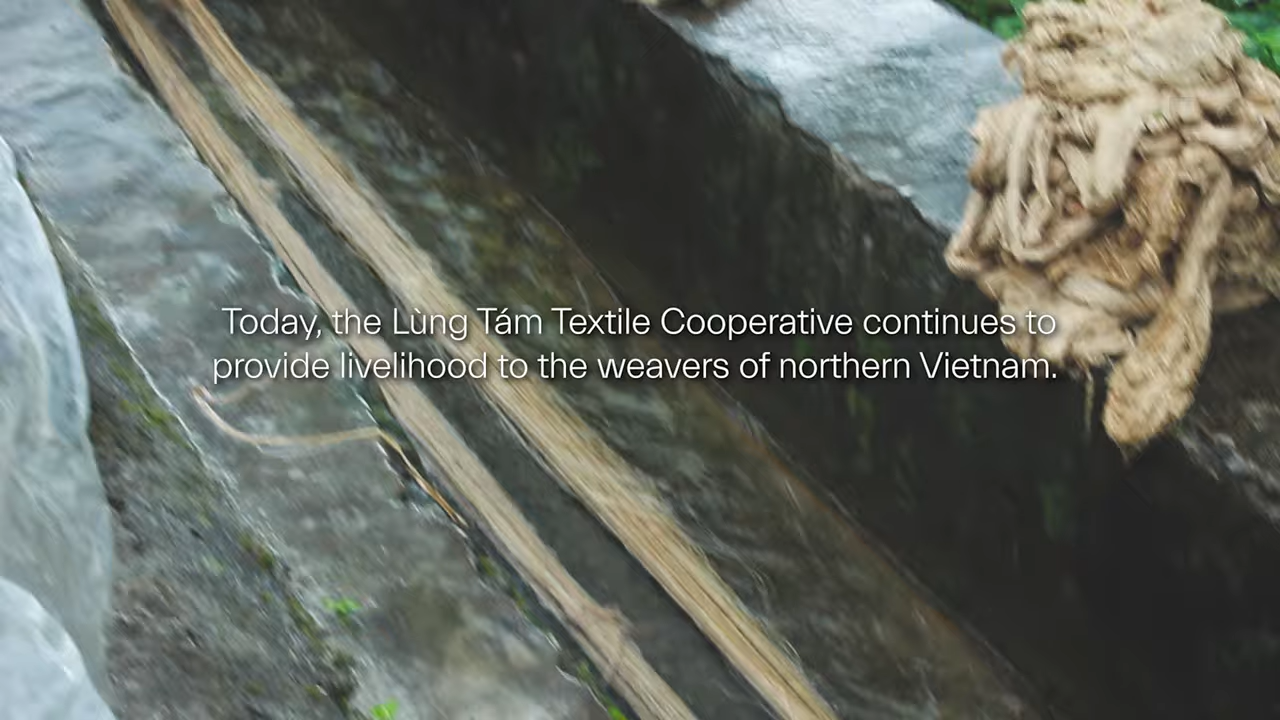 Today, the Lùng Tám Textile Cooperative continues to
provide livelihood to the weavers of northern Vietnam.